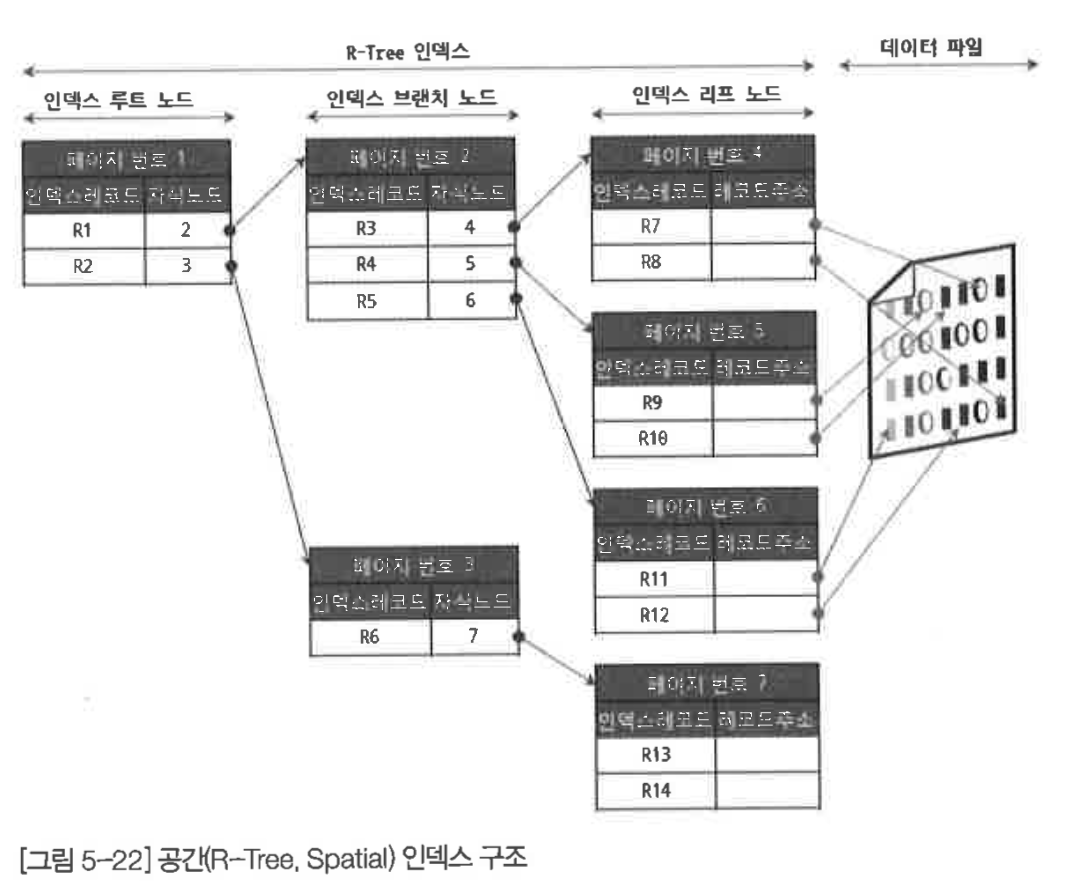 R-Tree 인덱스
데이터 파일
인덱스 루트 노드
인덱스 브랜치 노드
인덱스 리프 노드
페이지 번호 1
인덱스레코드 자식노드
R1 2
R2 3
페이지 번호 2
인덱스레코드 자식노드
R3 4
R4 5
R5 6
페이지 번호 3
인덱스레코드 자식노드
R6 7
페이지 번호 4
인덱스레코드 레코드주소
R7
R8
페이지 번호 5
인덱스레코드 레코드주소
R9
R10
페이지 번호 6
인덱스레코드 레코드주소
R11
R12
페이지 번호 7
인덱스레코드 레코드주소
R13
R14
[그림 5-22] 공간(R-Tree, Spatial) 인덱스 구조